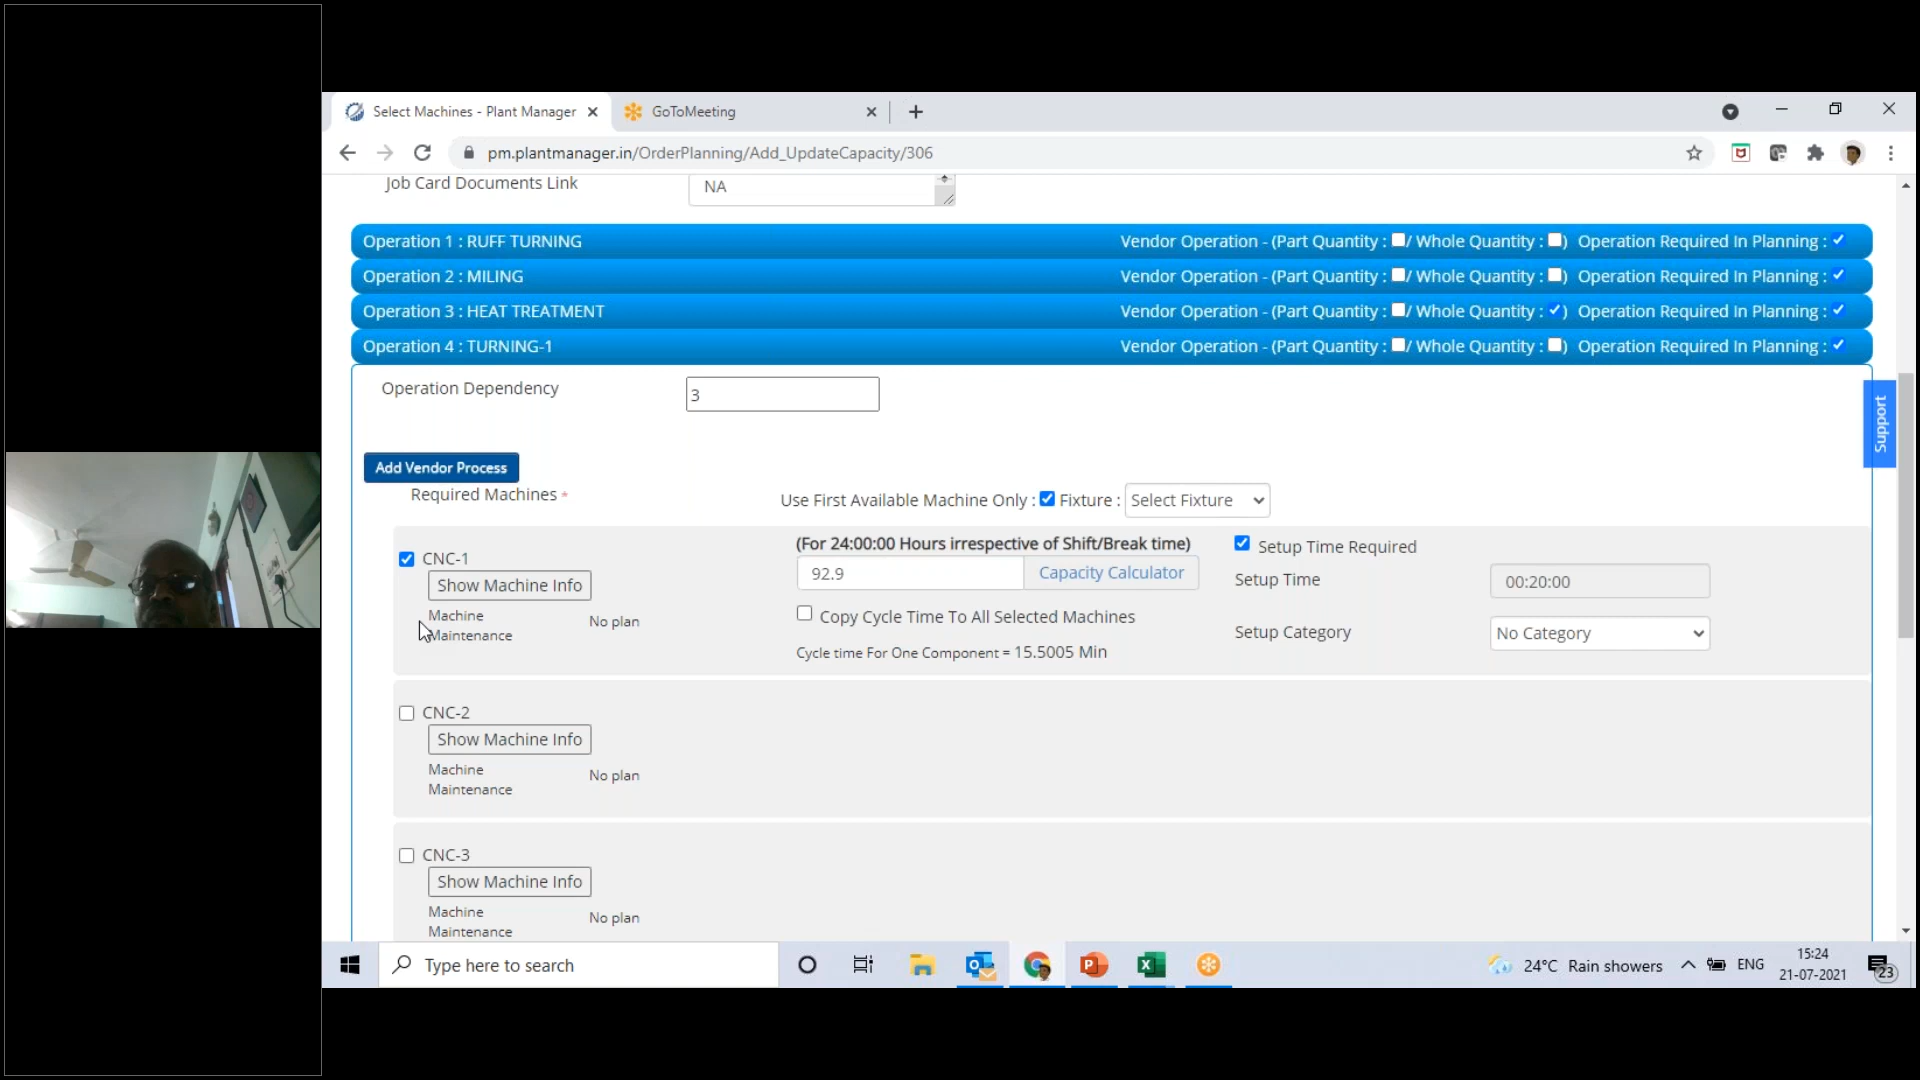 Select Machines - Plant Manager
GoToMeeting
pm.plantmanager.in/OrderPlanning/Add_UpdateCapacity/306
Job Card Documents Link NA
Operation 1 : RUFF TURNING Vendor Operation - (Part Quantity : / Whole Quantity : ) Operation Required In Planning :
Operation 2 : MILING Vendor Operation - (Part Quantity : / Whole Quantity : ) Operation Required In Planning :
Operation 3 : HEAT TREATMENT Vendor Operation - (Part Quantity : / Whole Quantity : ) Operation Required In Planning :
Operation 4 : TURNING-1 Vendor Operation - (Part Quantity : / Whole Quantity : ) Operation Required In Planning :
Operation Dependency 3
Support
Add Vendor Process
Required Machines * Use First Available Machine Only : Fixture : Select Fixture
CNC-1 (For 24:00:00 Hours irrespective of Shift/Break time) Setup Time Required
Show Machine Info 92.9 Capacity Calculator Setup Time 00:20:00
Machine Maintenance No plan Copy Cycle Time To All Selected Machines Setup Category No Category
Cycle time For One Component = 15.5005 Min
CNC-2
Show Machine Info
Machine Maintenance No plan
CNC-3
Show Machine Info
Machine Maintenance No plan
Type here to search 24°C Rain showers ENG 15:24 21-07-2021 23